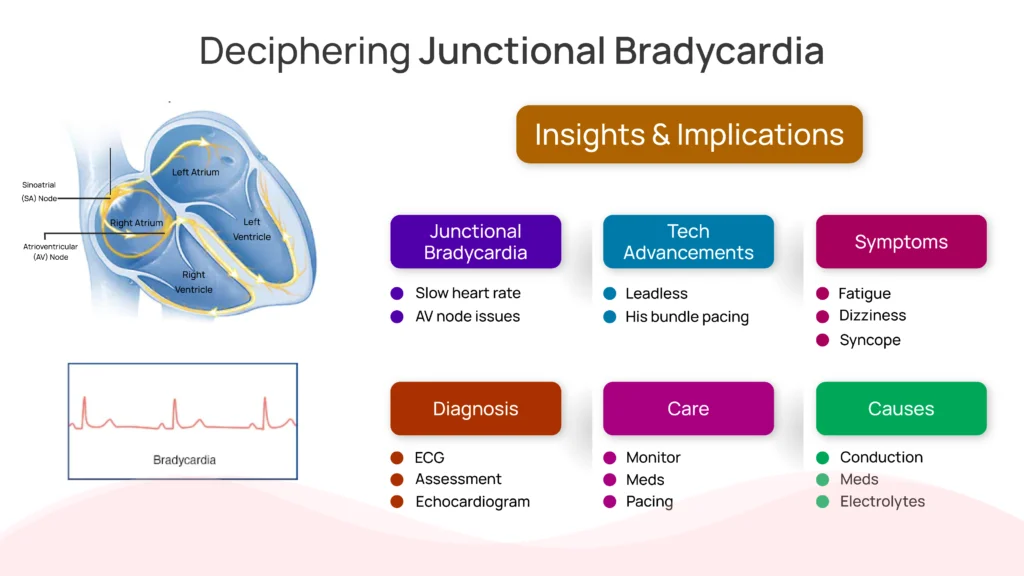 Deciphering Junctional Bradycardia
Insights & Implications
Left Atrium
Sinoatrial
(SA) Node
Right Atrium
Left
Ventricle
Atrioventricular
(AV) Node
Right
Ventricle
Bradycardia
Junctional
Bradycardia
Slow heart rate
AV node issues
Tech
Advancements
Leadless
His bundle pacing
Symptoms
Fatigue
Dizziness
Syncope
Diagnosis
ECG
Assessment
Echocardiogram
Care
Monitor
Meds
Pacing
Causes
Conduction
Meds
Electrolytes